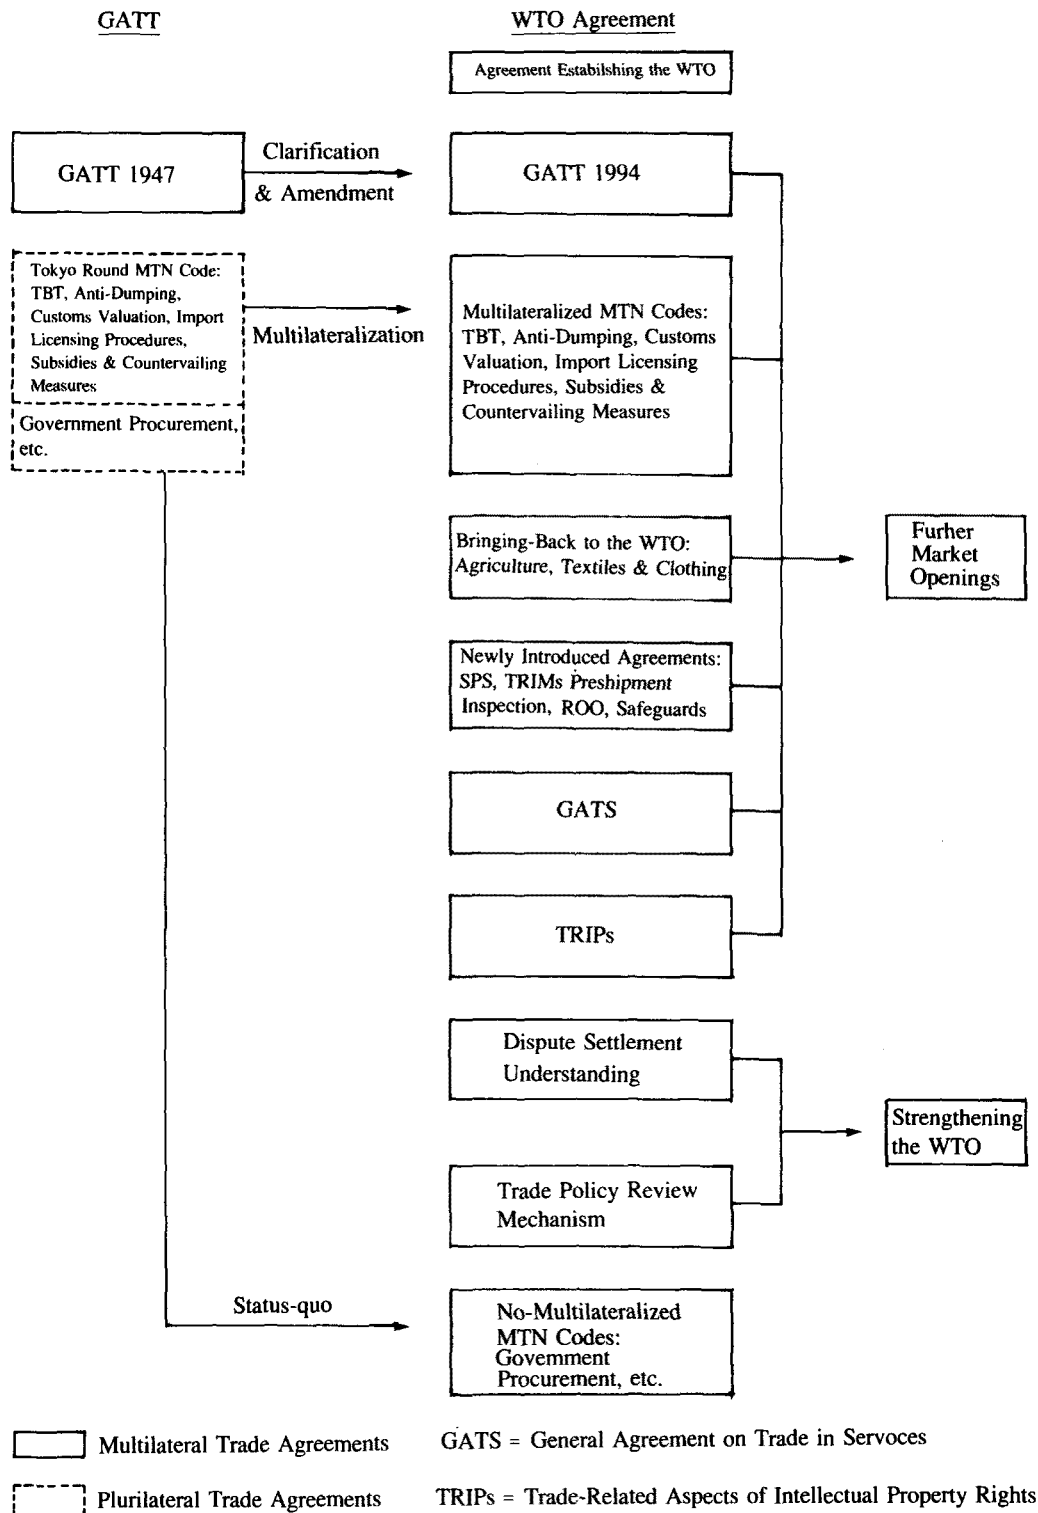 GATT
WTO Agreement
Agreement Estabilshing the WTO
GATT 1947
Clarification
& Amendment
GATT 1994
Tokyo Round MTN Code:
TBT, Anti-Dumping,
Customs Valuation, Import
Licensing Procedures,
Subsidies & Countervailing
Measures
Government Procurement,
etc.
Multilateralization
Multilateralized MTN Codes:
TBT, Anti-Dumping, Customs
Valuation, Import Licensing
Procedures, Subsidies &
Countervailing Measures
Bringing-Back to the WTO:
Agriculture, Textiles & Clothing
Furher
Market
Openings
Newly Introduced Agreements:
SPS, TRIMs Preshipment
Inspection, ROO, Safeguards
GATS
TRIPs
Dispute Settlement
Understanding
Strengthening
the WTO
Trade Policy Review
Mechanism
Status-quo
No-Multilateralized
MTN Codes:
Government
Procurement, etc.
Multilateral Trade Agreements
GATS = General Agreement on Trade in Servoces
Plurilateral Trade Agreements
TRIPs = Trade-Related Aspects of Intellectual Property Rights